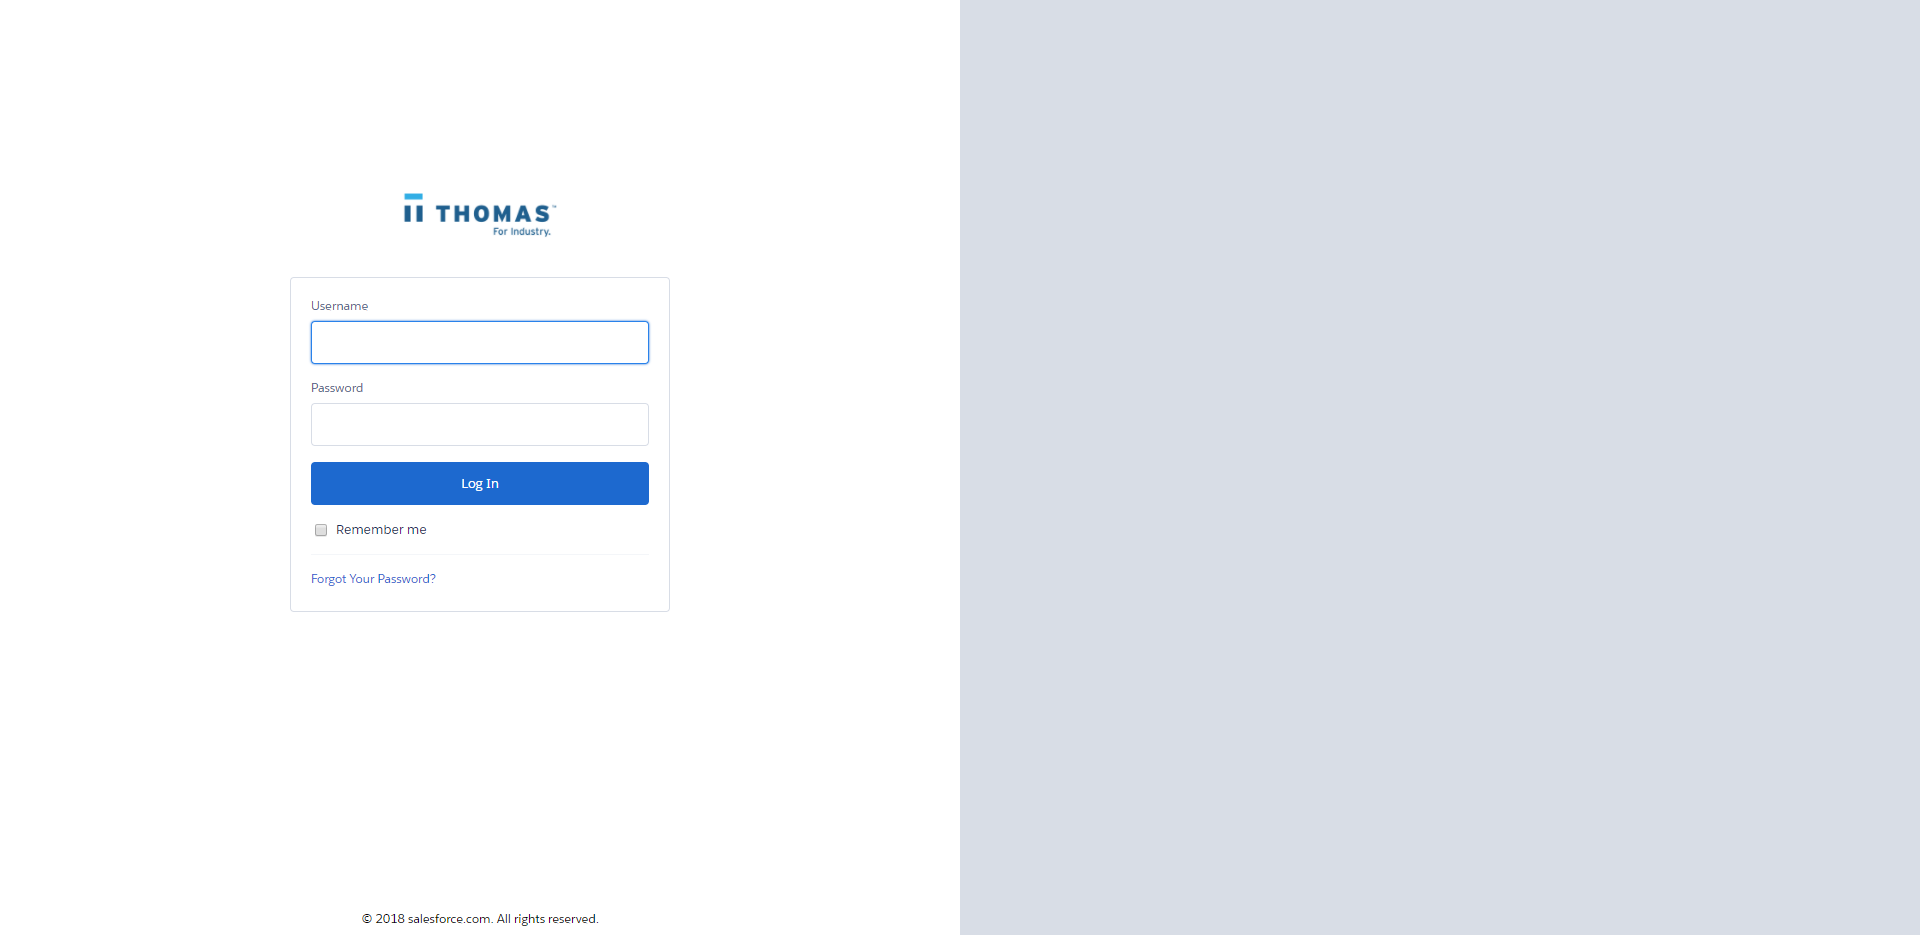 THOMAS™
For Industry.
Username
Password
Log In
Remember me
Forgot Your Password?
© 2018 salesforce.com. All rights reserved.